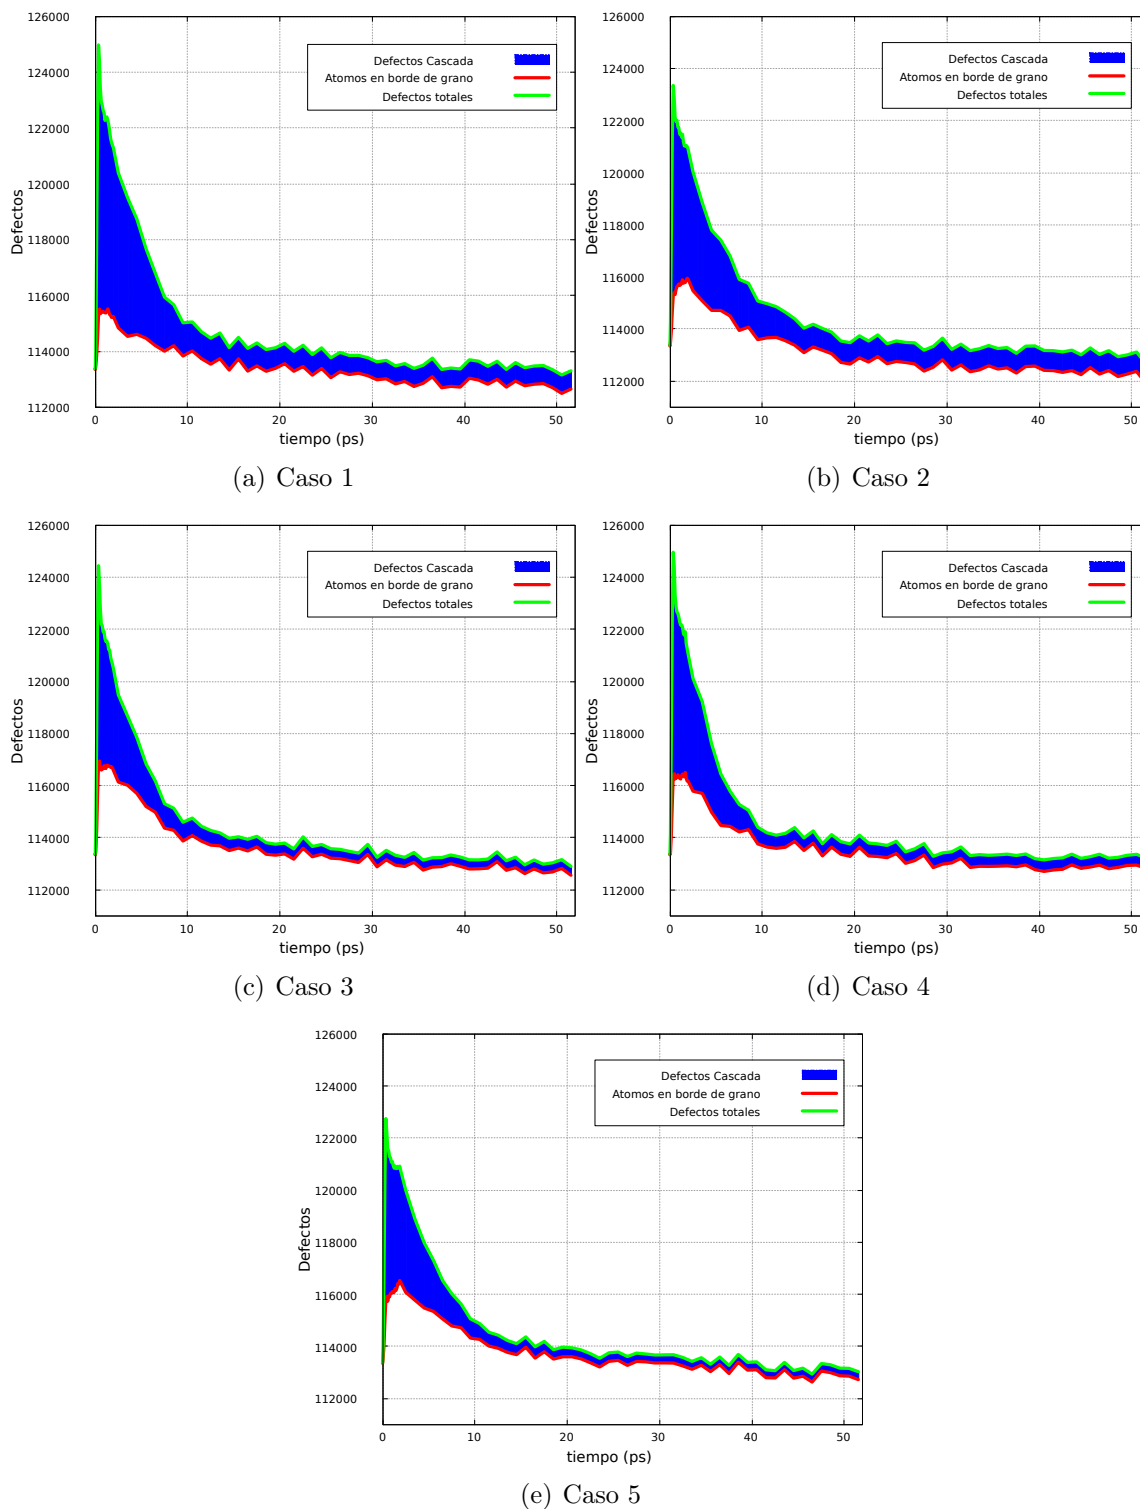 126000
124000
122000
120000
118000
116000
114000
112000
Defectos
0 10 20 30 40 50
tiempo (ps)
Defectos Cascada
Atomos en borde de grano
Defectos totales
(a) Caso 1
126000
124000
122000
120000
118000
116000
114000
112000
Defectos
0 10 20 30 40 50
tiempo (ps)
Defectos Cascada
Atomos en borde de grano
Defectos totales
(b) Caso 2
126000
124000
122000
120000
118000
116000
114000
112000
Defectos
0 10 20 30 40 50
tiempo (ps)
Defectos Cascada
Atomos en borde de grano
Defectos totales
(c) Caso 3
126000
124000
122000
120000
118000
116000
114000
112000
Defectos
0 10 20 30 40 50
tiempo (ps)
Defectos Cascada
Atomos en borde de grano
Defectos totales
(d) Caso 4
126000
124000
122000
120000
118000
116000
114000
112000
Defectos
0 10 20 30 40 50
tiempo (ps)
Defectos Cascada
Atomos en borde de grano
Defectos totales
(e) Caso 5